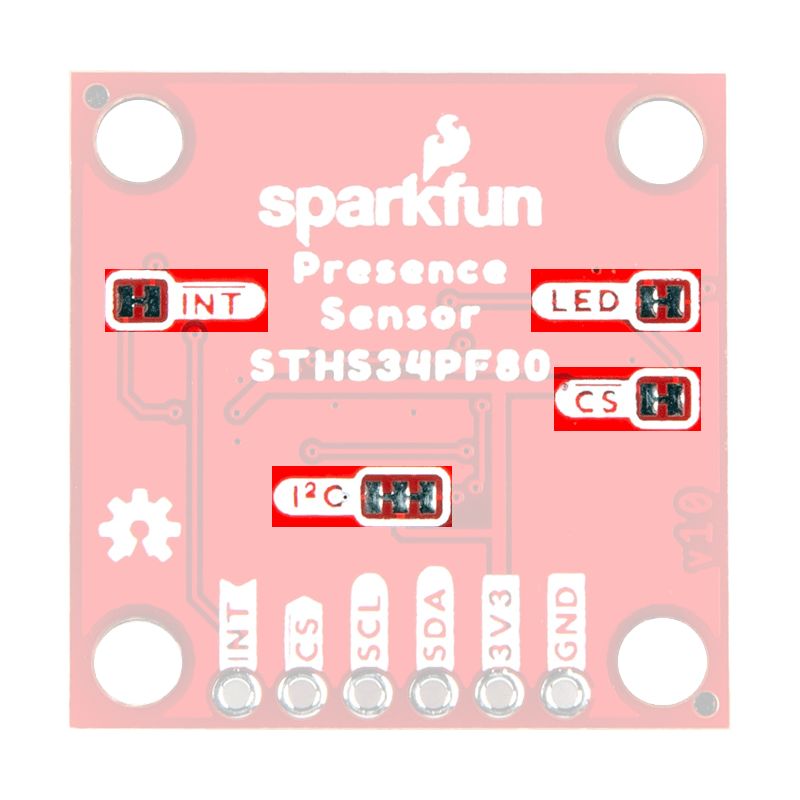 sparkfun
Presence
Sensor
STHS34PF80
INT
LED
CS
I²C
v10
INT
CS
SCL
SDA
3V3
GND